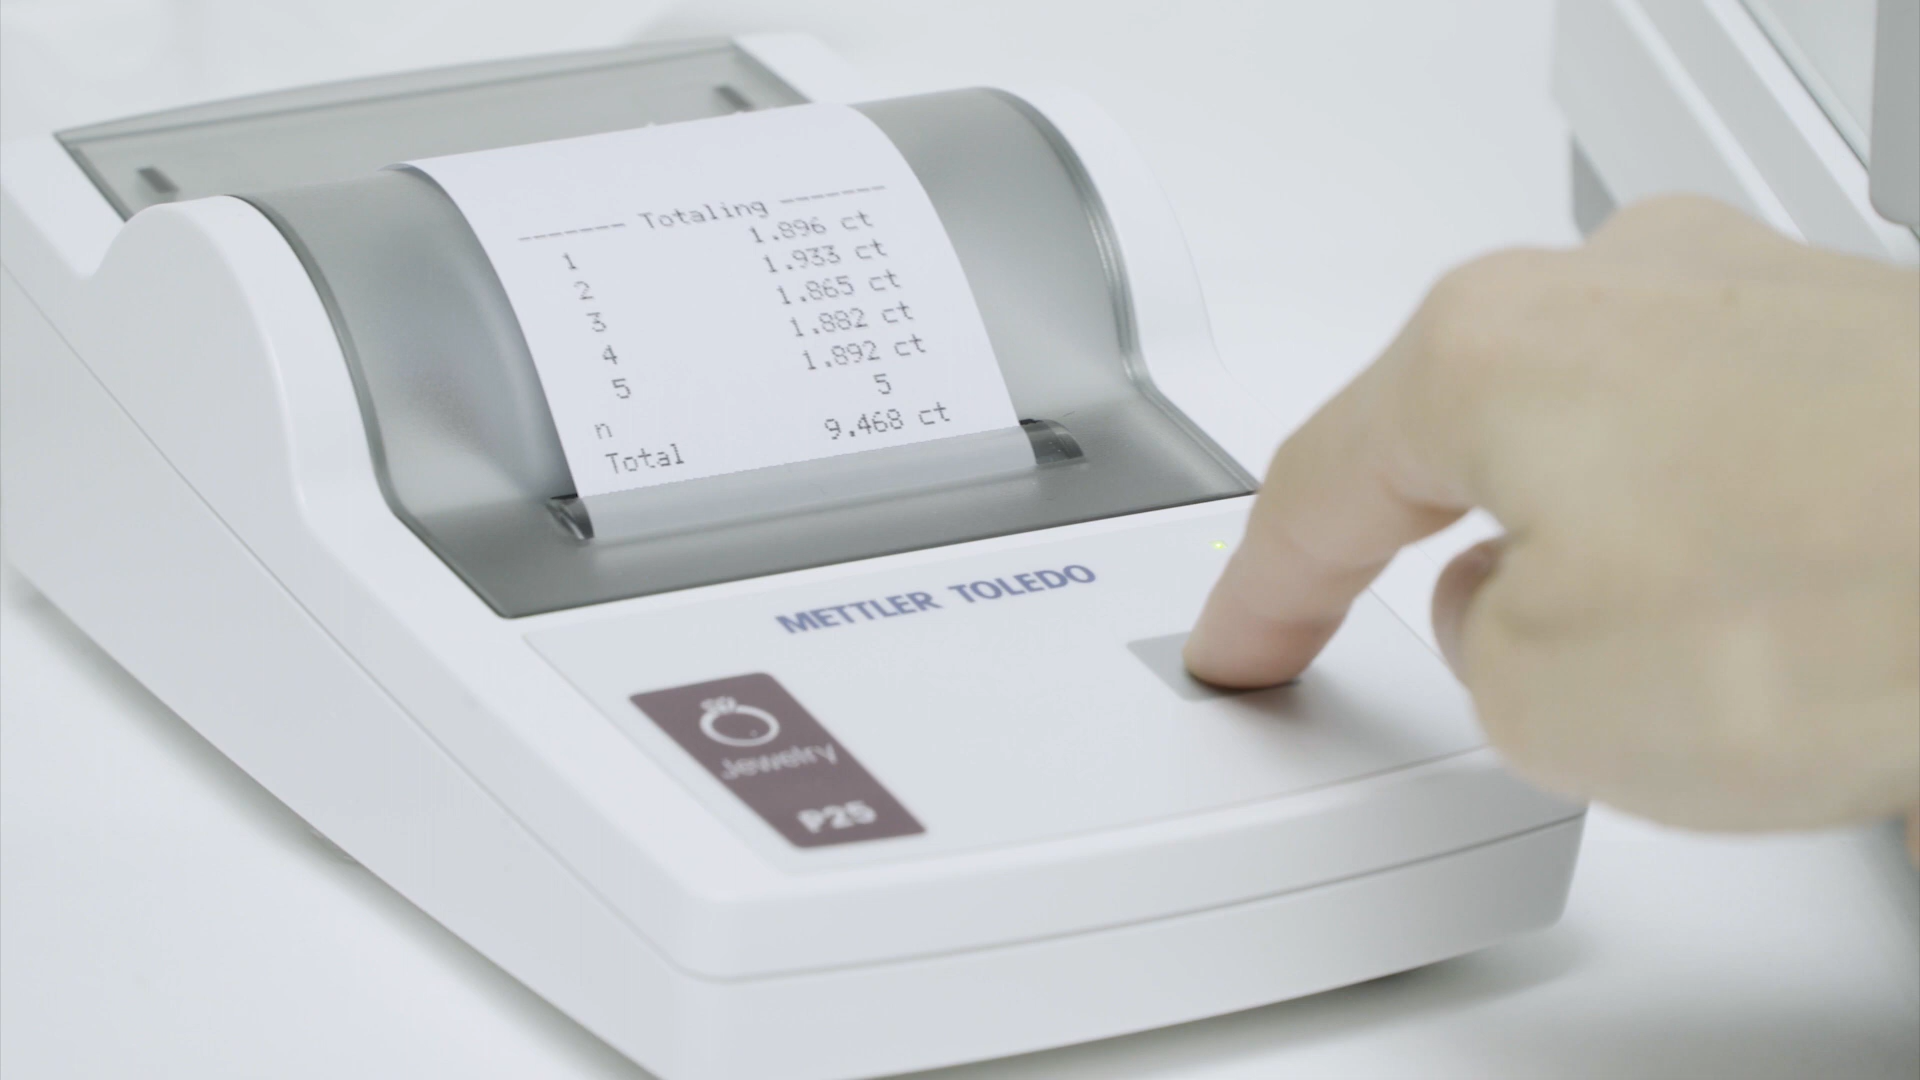 ------- Totaling -------
1 1.896 ct
2 1.933 ct
3 1.865 ct
4 1.882 ct
5 1.892 ct
n 5
Total 9.468 ct
METTLER TOLEDO
Jewelry
P25